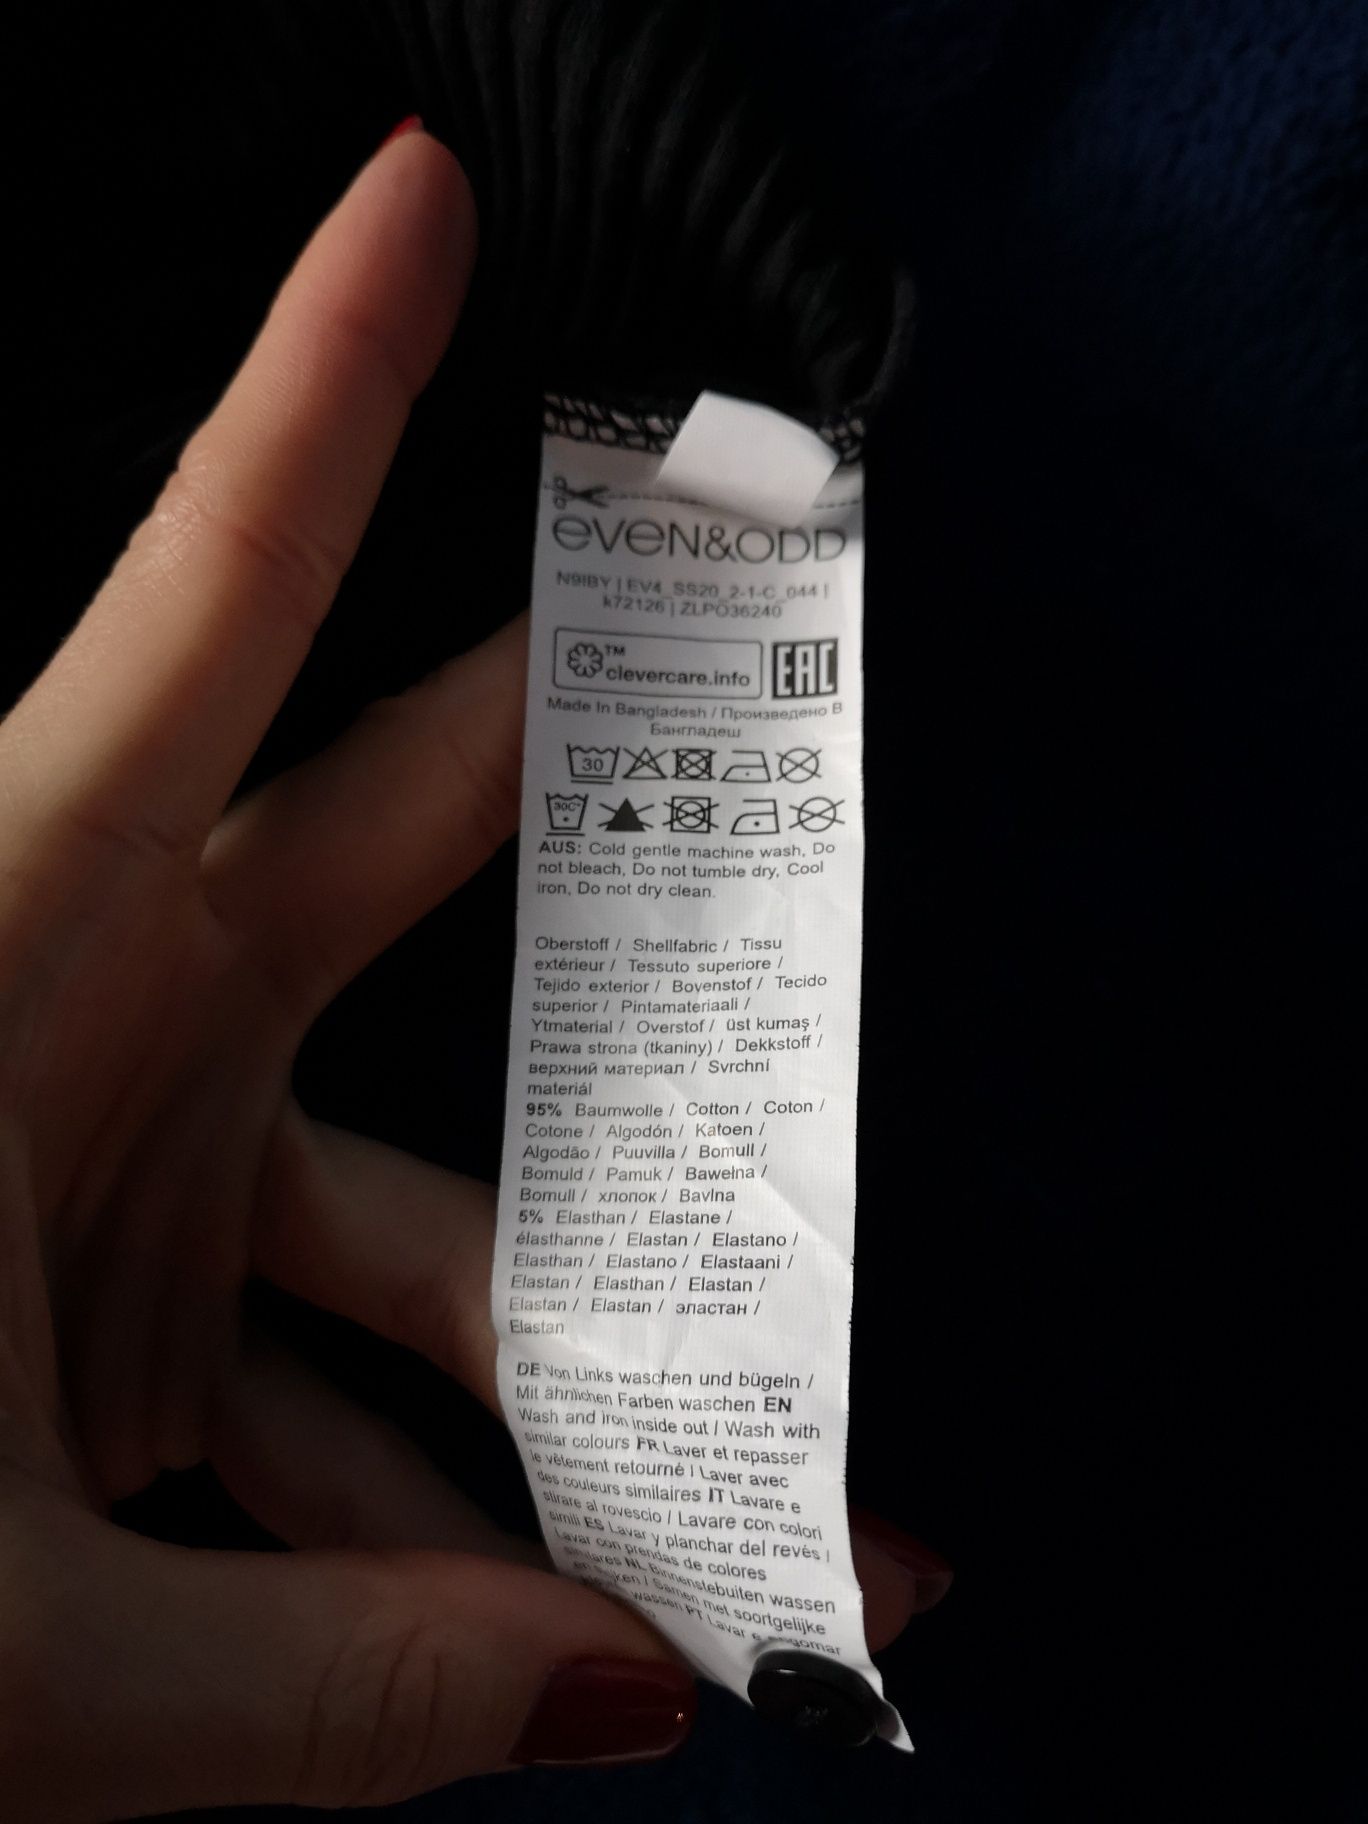 eVeN&ODD
N9IBY | EV4_SS20_2-1-C_044 |
k72126 | ZLPO36240
TM
clevercare.info
EAC
Made In Bangladesh / Произведено В
Бангладеш
30
30C°
AUS: Cold gentle machine wash, Do
not bleach, Do not tumble dry, Cool
iron, Do not dry clean.
Oberstoff / Shellfabric / Tissu
extérieur / Tessuto superiore /
Tejido exterior / Bovenstof / Tecido
superior / Pintamateriaali /
Ytmaterial / Overstof / üst kumaş /
Prawa strona (tkaniny) / Dekkstoff /
верхний материал / Svrchní
materiál
95% Baumwolle / Cotton / Coton /
Cotone / Algodón / Katoen /
Algodão / Puuvilla / Bomull /
Bomuld / Pamuk / Bawełna /
Bomull / хлопок / Bavlna
5% Elasthan / Elastane /
élasthanne / Elastan / Elastano /
Elasthan / Elastano / Elastaani /
Elastan / Elasthan / Elastan /
Elastan / Elastan / эластан /
Elastan
DE Von Links waschen und bügeln /
Mit ähnlichen Farben waschen EN
Wash and iron inside out / Wash with
similar colours FR Laver et repasser
le vêtement retourné / Laver avec
des couleurs similaires IT Lavare e
stirare al rovescio / Lavare con colori
simili ES Lavar y planchar del revés /
Lavar con prendas de colores
similares NL Binnenstebuiten wassen
en / Samen met soortgelijke
wassen PT Lavar e engomar